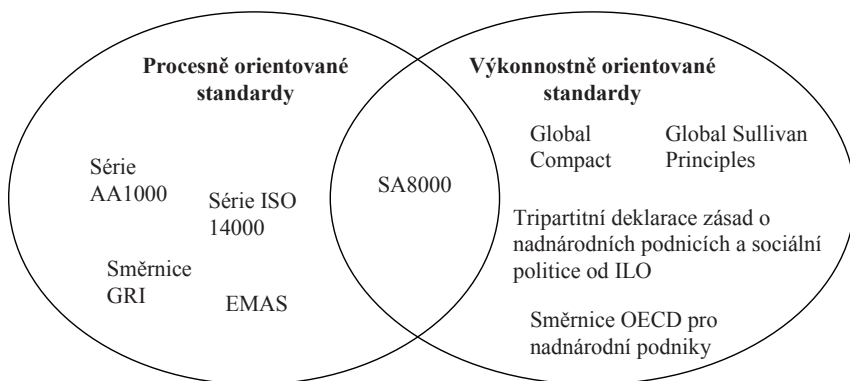 Procesně orientované
standardy
Série
AA1000
Série ISO
14000
Směrnice
GRI
EMAS
SA8000
Výkonnostně orientované
standardy
Global
Compact
Global Sullivan
Principles
Tripartitní deklarace zásad o
nadnárodních podnicích a sociální
politice od ILO
Směrnice OECD pro
nadnárodní podniky